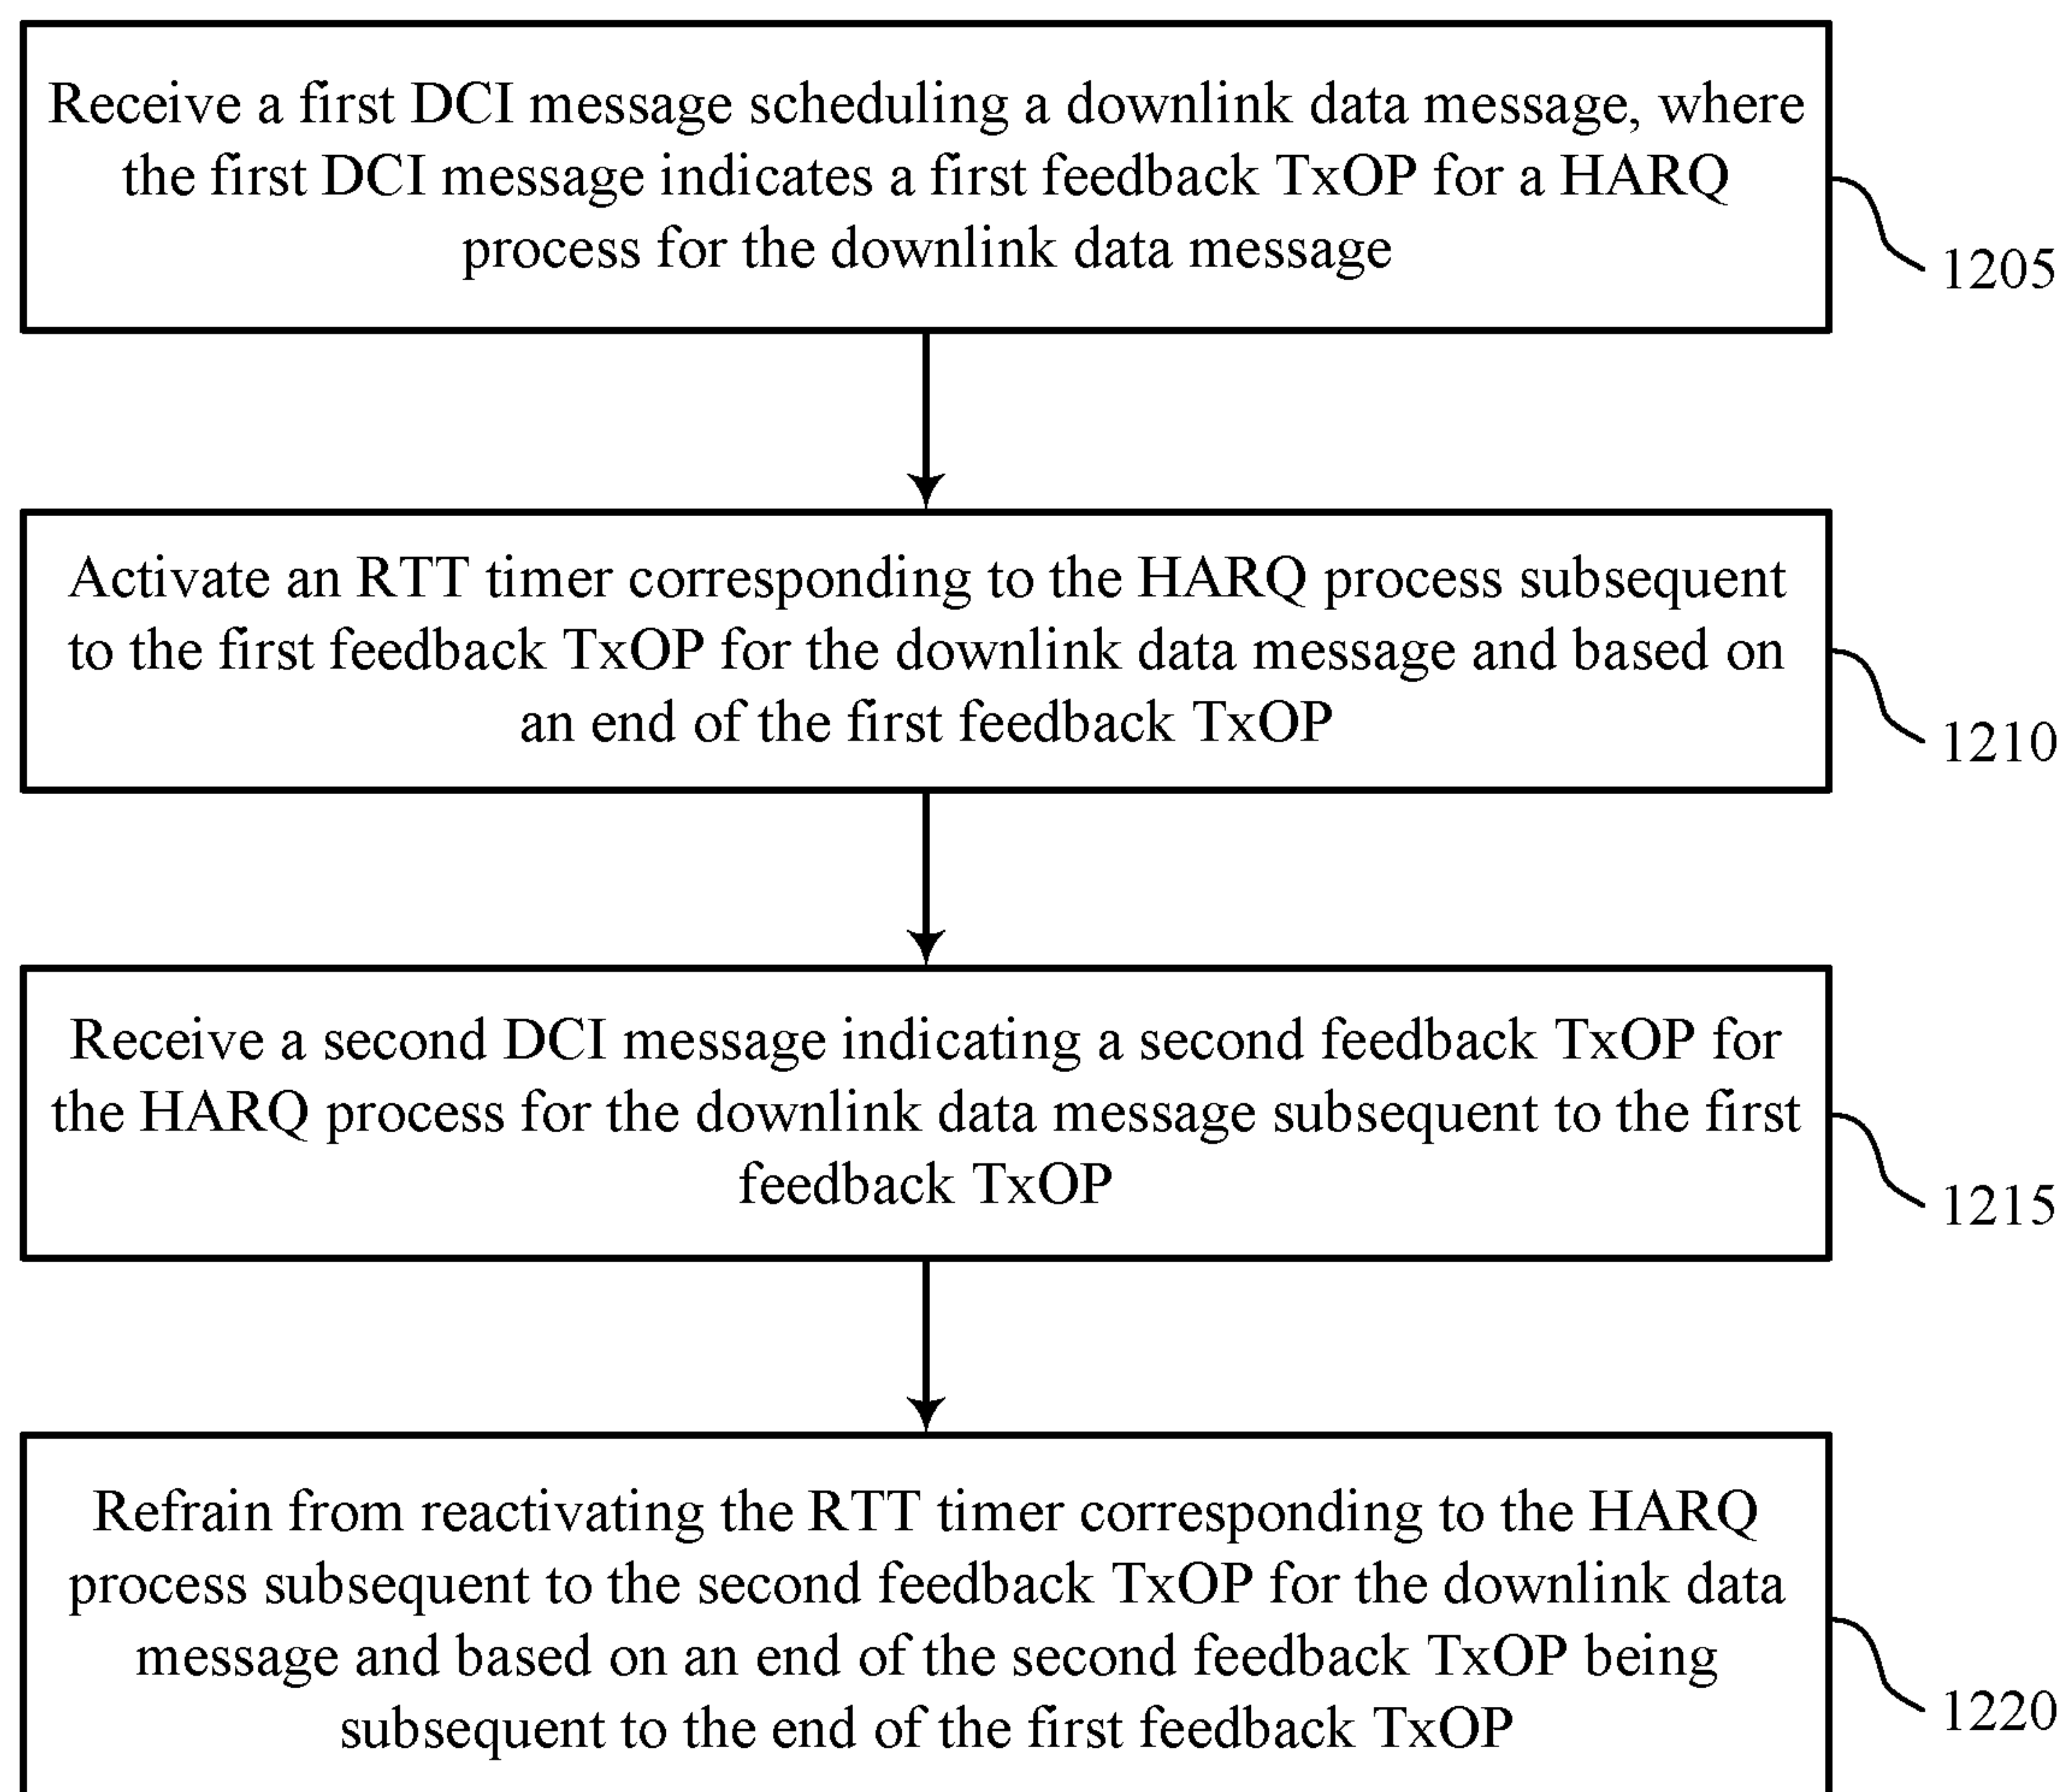 Receive a first DCI message scheduling a downlink data message, where
the first DCI message indicates a first feedback TxOP for a HARQ
process for the downlink data message
1205
Activate an RTT timer corresponding to the HARQ process subsequent
to the first feedback TxOP for the downlink data message and based on
an end of the first feedback TxOP
1210
Receive a second DCI message indicating a second feedback TxOP for
the HARQ process for the downlink data message subsequent to the first
feedback TxOP
1215
Refrain from reactivating the RTT timer corresponding to the HARQ
process subsequent to the second feedback TxOP for the downlink data
message and based on an end of the second feedback TxOP being
subsequent to the end of the first feedback TxOP
1220